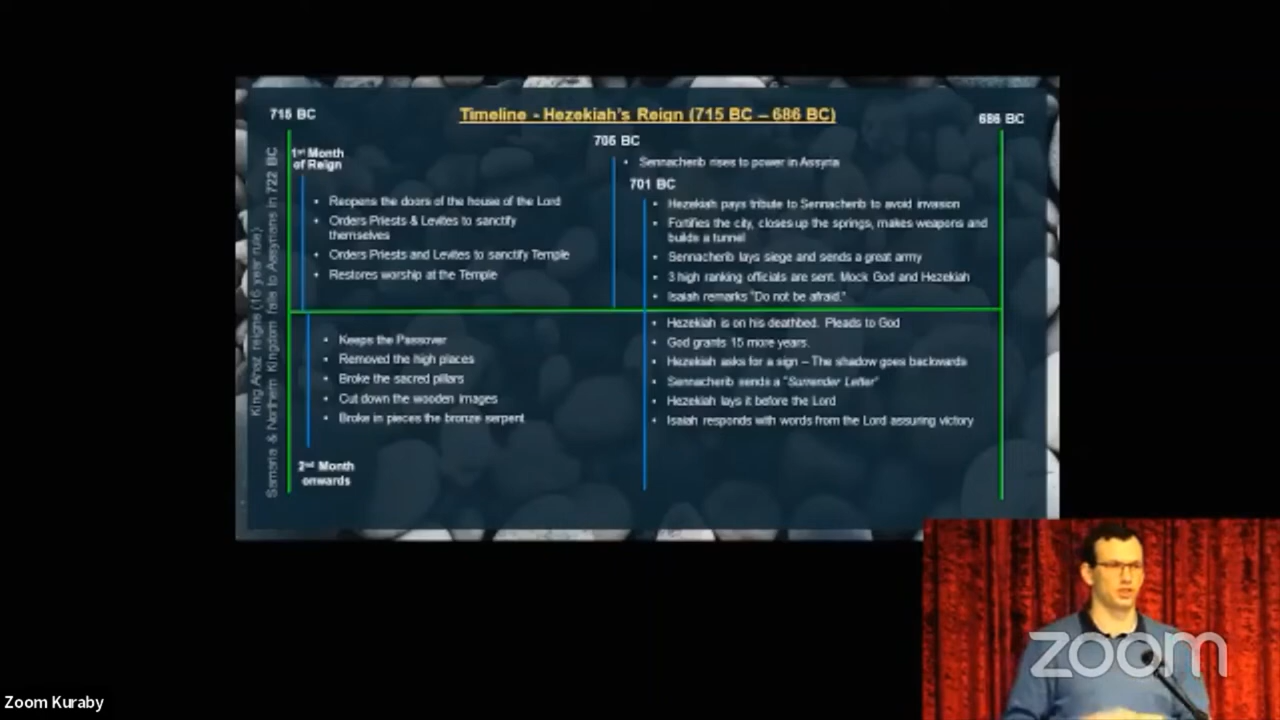 715 BC
Timeline - Hezekiah's Reign (715 BC – 686 BC)
686 BC
705 BC
1st Month
of Reign
• Sennacherib rises to power in Assyria
701 BC
• Reopens the doors of the house of the Lord
• Orders Priests & Levites to sanctify
themselves
• Orders Priests and Levites to sanctify Temple
• Restores worship at the Temple
• Hezekiah pays tribute to Sennacherib to avoid invasion
• Fortifies the city, closes up the springs, makes weapons and
builds a tunnel
• Sennacherib lays siege and sends a great army
• 3 high ranking officials are sent. Mock God and Hezekiah
• Isaiah remarks "Do not be afraid."
King Ahaz reigns (16 year rule)
Samaria & Northern Kingdom falls to Assyrians in 722 BC
• Keeps the Passover
• Removed the high places
• Broke the sacred pillars
• Cut down the wooden images
• Broke in pieces the bronze serpent
2nd Month
onwards
• Hezekiah is on his deathbed. Pleads to God
• God grants 15 more years.
• Hezekiah asks for a sign – The shadow goes backwards
• Sennacherib sends a "Surrender Letter"
• Hezekiah lays it before the Lord
• Isaiah responds with words from the Lord assuring victory
zoom
Zoom Kuraby